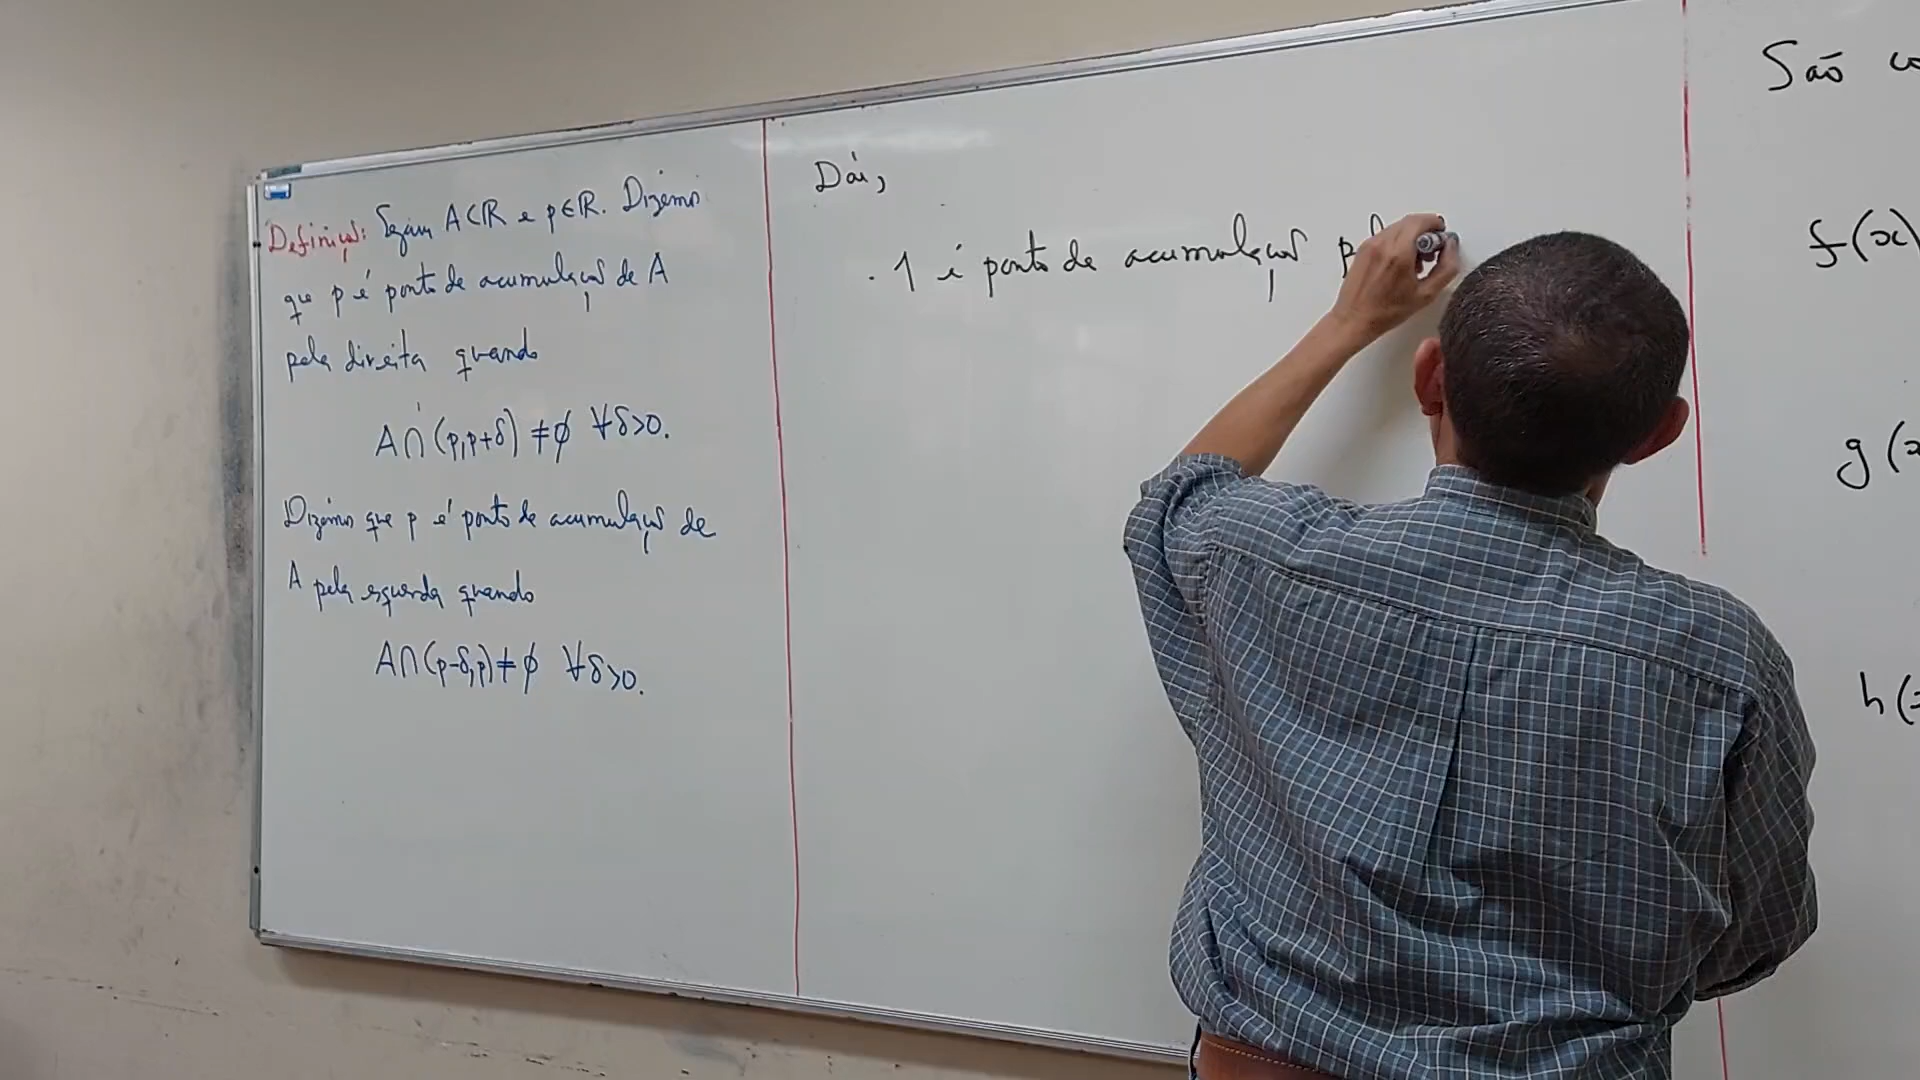 Definição: Sejam A⊂ℝ e p∈ℝ. Dizemos
que p é ponto de acumulação de A
pela direita quando
A∩(p,p+δ)≠∅ ∀δ>0.
Dizemos que p é ponto de acumulação de
A pela esquerda quando
A∩(p-δ,p)≠∅ ∀δ>0.
Daí,
. 1 é ponto de acumulação
São
f(x)
g(x
h(